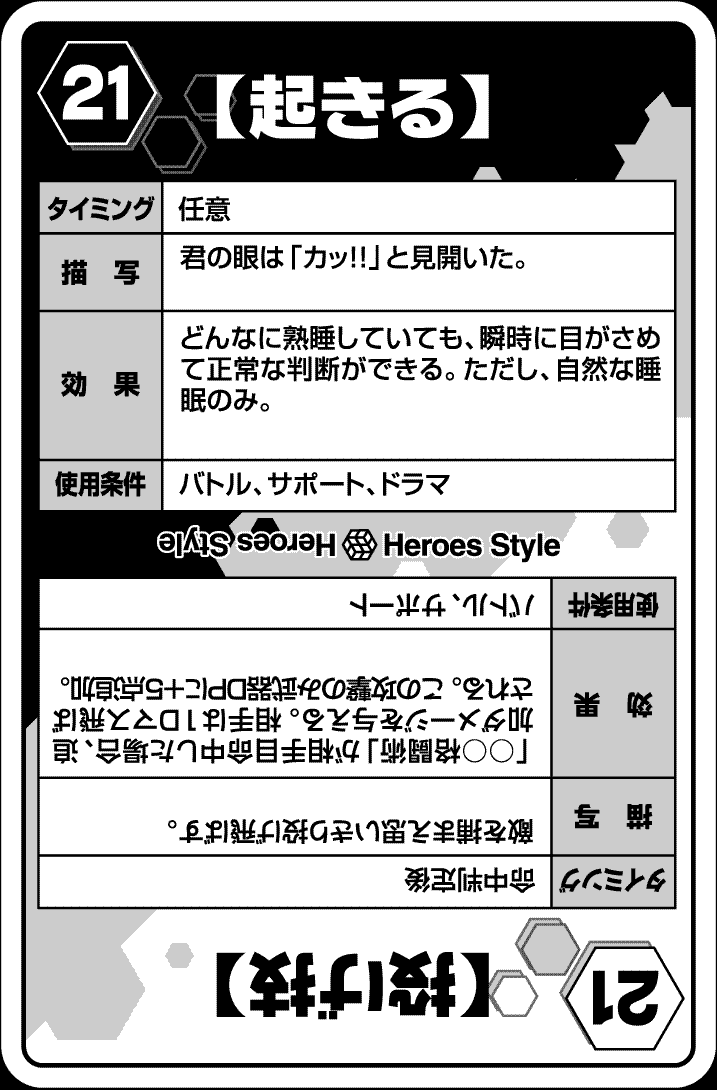 21
【起きる】
タイミング 任意
描 写 君の眼は「カッ!!」と見開いた。
効 果 どんなに熟睡していても、瞬時に目がさめ
て正常な判断ができる。ただし、自然な睡
眠のみ。
使用条件 バトル、サポート、ドラマ
Heroes Style
Heroes Style
21
【投げ技】
タイミング 命中判定後
描 写 敵を捕まえ思いきり投げ飛ばす。
効 果 「○○格闘術」が相手目命中した場合、追
加ダメージを与える。相手は1Dマス飛ば
される。この攻撃のみ武器DPに+5点追加。
使用条件 バトル、サポート